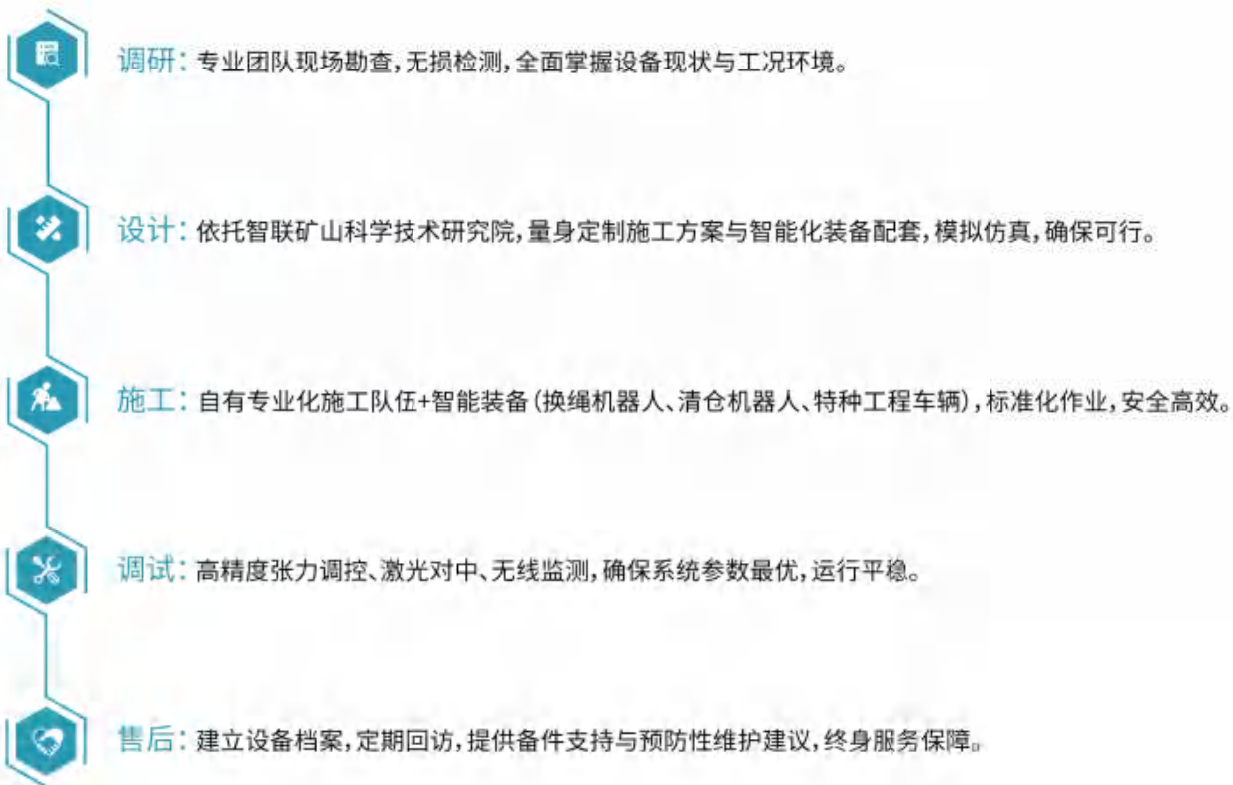 调研：专业团队现场勘查，无损检测，全面掌握设备现状与工况环境。
设计：依托智联矿山科学技术研究院，量身定制施工方案与智能化装备配套，模拟仿真，确保可行。
施工：自有专业化施工队伍+智能装备（换绳机器人、清仓机器人、特种工程车辆），标准化作业，安全高效。
调试：高精度张力调控、激光对中、无线监测，确保系统参数最优，运行平稳。
售后：建立设备档案，定期回访，提供备件支持与预防性维护建议，终身服务保障。